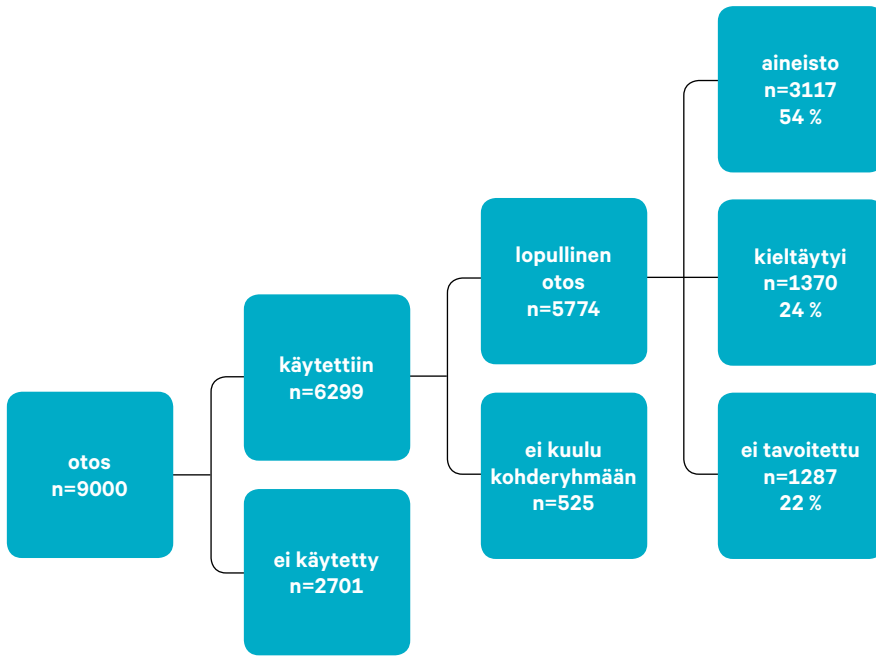 otos
n=9000
käytettiin
n=6299
ei käytetty
n=2701
lopullinen
otos
n=5774
ei kuulu
kohderyhmään
n=525
aineisto
n=3117
54 %
kieltäytyi
n=1370
24 %
ei tavoitettu
n=1287
22 %